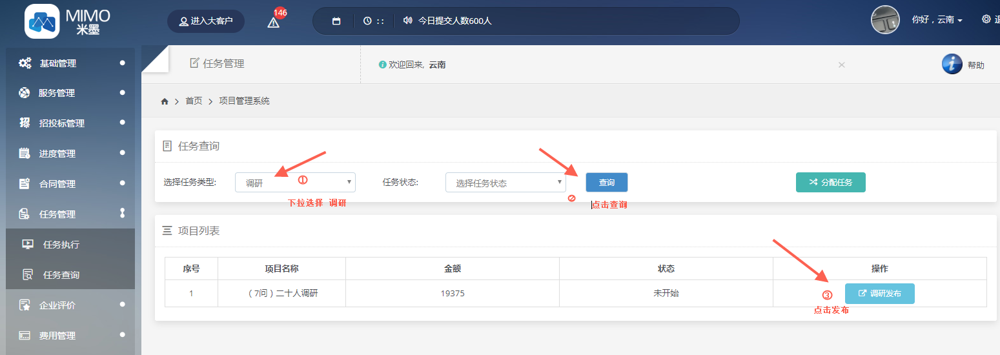 MIMO
米墨
进入大客户
146
: :
今日提交人数600人
你好，云南
基础管理
服务管理
招投标管理
进度管理
合同管理
任务管理
任务执行
任务查询
企业评价
费用管理
任务管理
欢迎回来, 云南
×
帮助
首页 > 项目管理系统
任务查询
选择任务类型:
调研
①
下拉选择 调研
任务状态:
选择任务状态
②
查询
点击查询
分配任务
项目列表
序号 项目名称 金额 状态 操作
1 （7问）二十人调研 19375 未开始 调研发布
③
点击发布